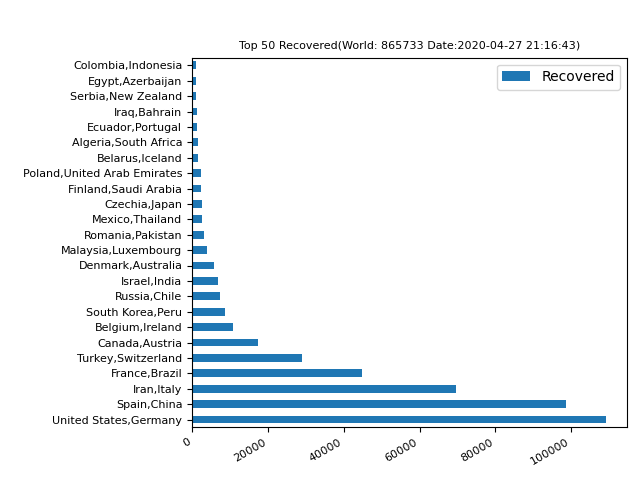 Top 50 Recovered(World: 865733 Date:2020-04-27 21:16:43)
Recovered
Colombia,Indonesia
Egypt,Azerbaijan
Serbia,New Zealand
Iraq,Bahrain
Ecuador,Portugal
Algeria,South Africa
Belarus,Iceland
Poland,United Arab Emirates
Finland,Saudi Arabia
Czechia,Japan
Mexico,Thailand
Romania,Pakistan
Malaysia,Luxembourg
Denmark,Australia
Israel,India
Russia,Chile
South Korea,Peru
Belgium,Ireland
Canada,Austria
Turkey,Switzerland
France,Brazil
Iran,Italy
Spain,China
United States,Germany
0
20000
40000
60000
80000
100000